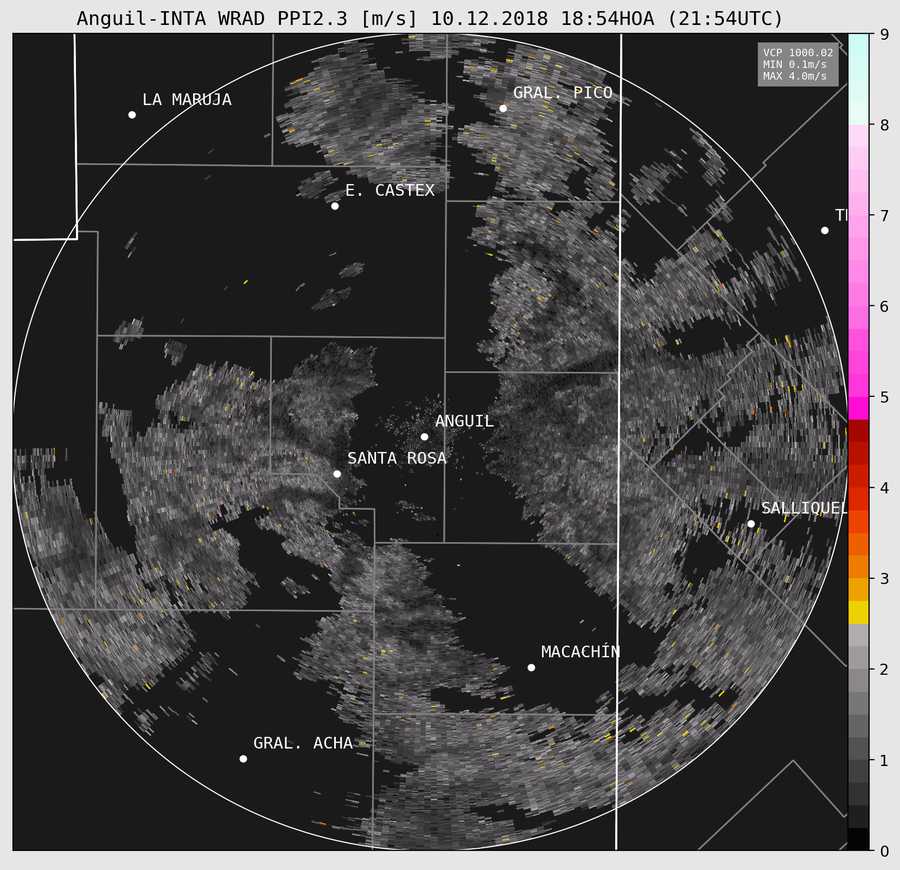 Anguil-INTA WRAD PPI2.3 [m/s] 10.12.2018 18:54HOA (21:54UTC)
VCP 1000.02
MIN 0.1m/s
MAX 4.0m/s
LA MARUJA
GRAL. PICO
E. CASTEX
ANGUIL
SANTA ROSA
SALLIQUEL
MACACHÍN
GRAL. ACHA
9
8
7
6
5
4
3
2
1
0